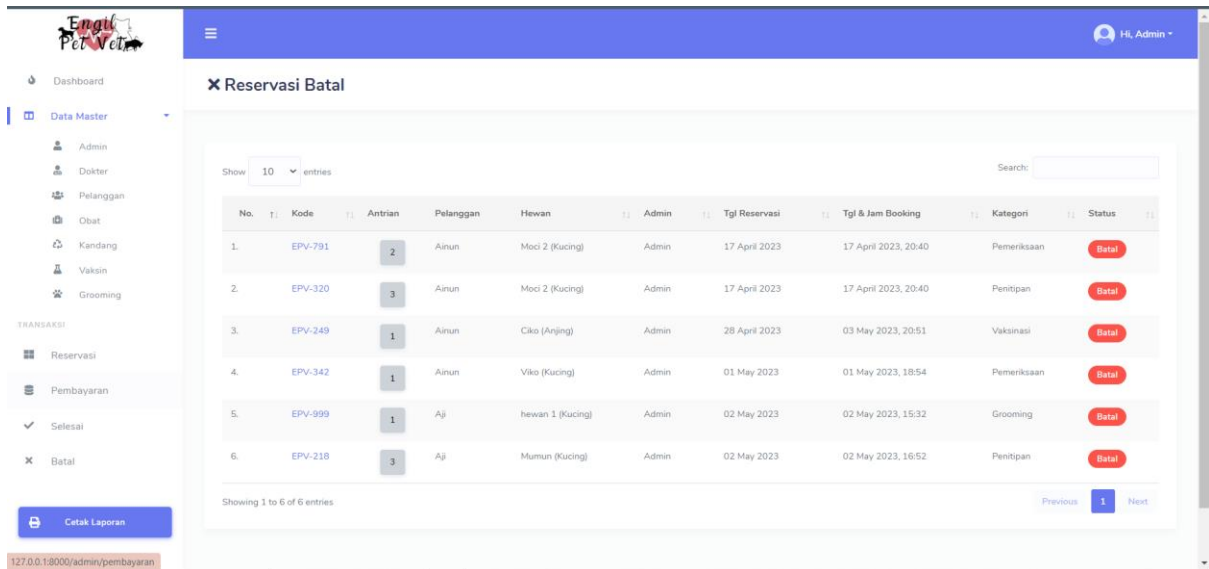 Engil
Pet Vet
Hi, Admin
Dashboard
Reservasi Batal
Data Master
Admin
Dokter
Pelanggan
Obat
Kandang
Vaksin
Grooming
TRANSAKSI
Reservasi
Pembayaran
Selesai
Batal
Cetak Laporan
127.0.0.1:8000/admin/pembayaran
Show 10 entries Search:
No. Kode Antrian Pelanggan Hewan Admin Tgl Reservasi Tgl & Jam Booking Kategori Status
1. EPV-791 2 Ainun Moci 2 (Kucing) Admin 17 April 2023 17 April 2023, 20:40 Pemeriksaan Batal
2. EPV-320 3 Ainun Moci 2 (Kucing) Admin 17 April 2023 17 April 2023, 20:40 Penitipan Batal
3. EPV-249 1 Ainun Ciko (Anjing) Admin 28 April 2023 03 May 2023, 20:51 Vaksinasi Batal
4. EPV-342 1 Ainun Viko (Kucing) Admin 01 May 2023 01 May 2023, 18:54 Pemeriksaan Batal
5. EPV-999 1 Aji hewan 1 (Kucing) Admin 02 May 2023 02 May 2023, 15:32 Grooming Batal
6. EPV-218 3 Aji Mumun (Kucing) Admin 02 May 2023 02 May 2023, 16:52 Penitipan Batal
Showing 1 to 6 of 6 entries Previous 1 Next